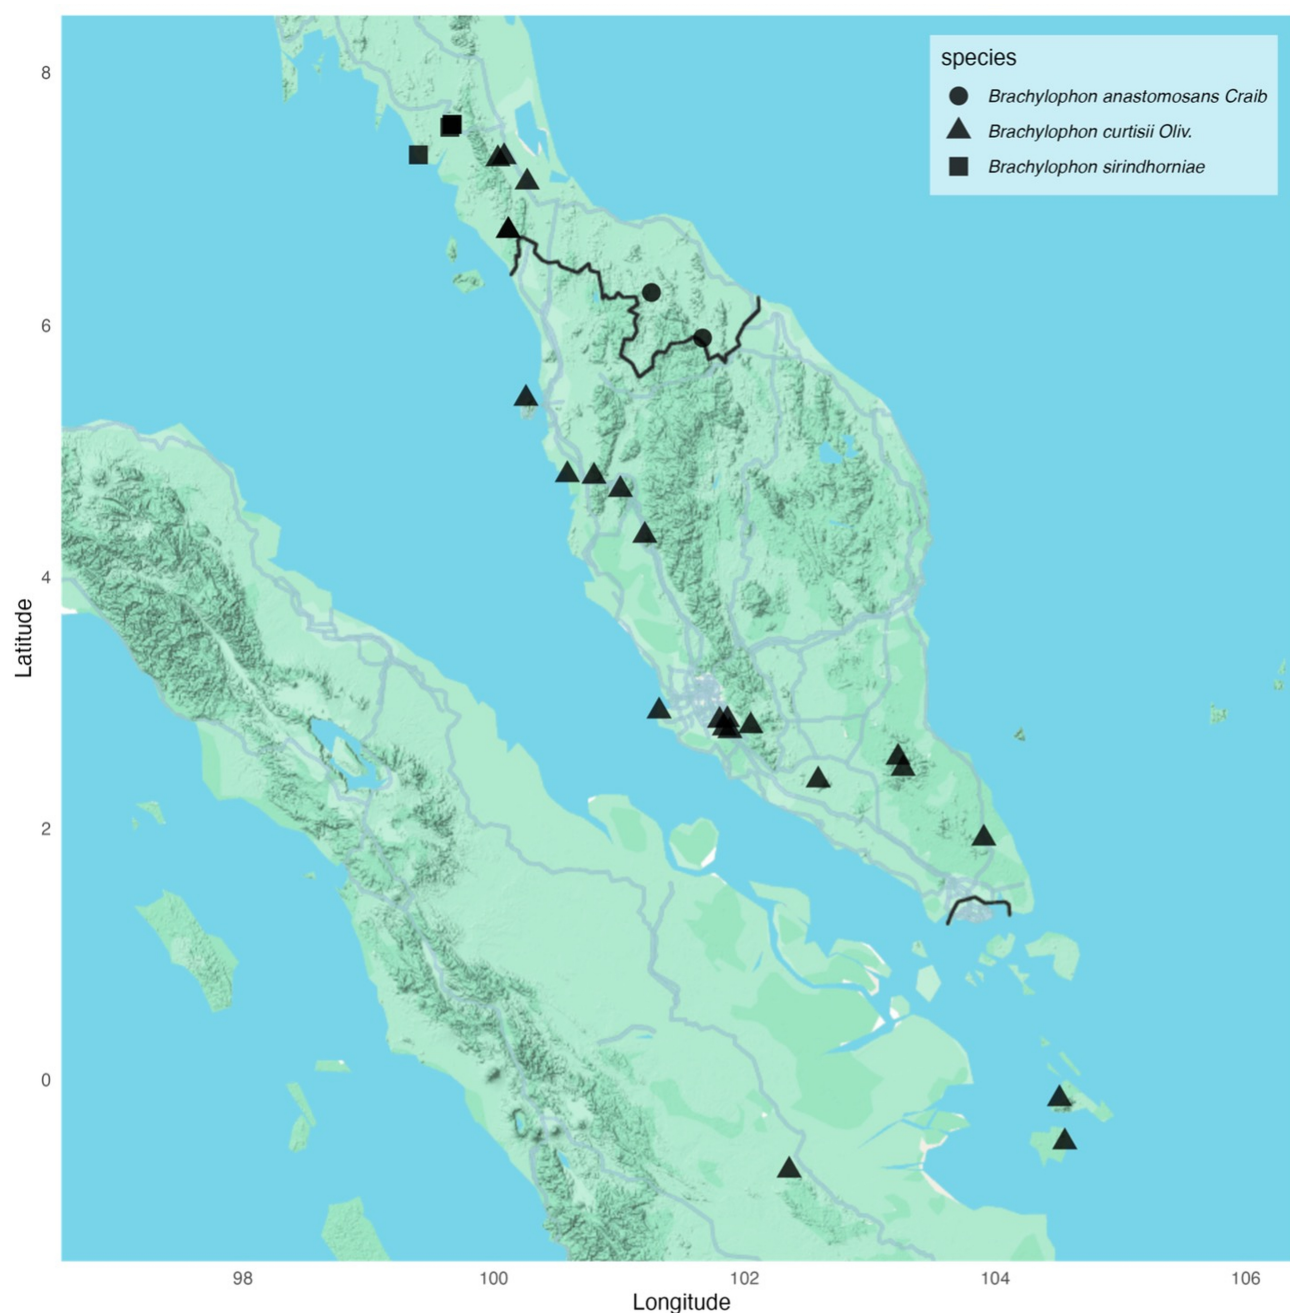 species
Brachylophon anastomosans Craib
Brachylophon curtisii Oliv.
Brachylophon sirindhorniae
8
6
4
2
0
Latitude
98
100
102
104
106
Longitude